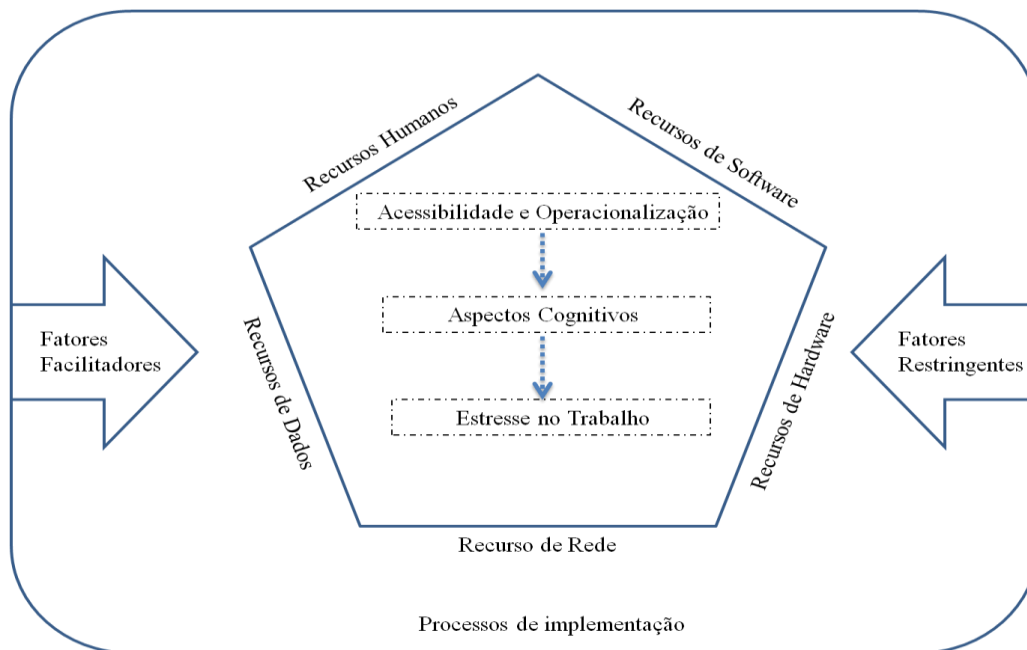 Recursos Humanos
Recursos de Software
Acessibilidade e Operacionalização
Aspectos Cognitivos
Fatores
Facilitadores
Recursos de Dados
Recursos de Hardware
Fatores
Restringentes
Estresse no Trabalho
Recurso de Rede
Processos de implementação